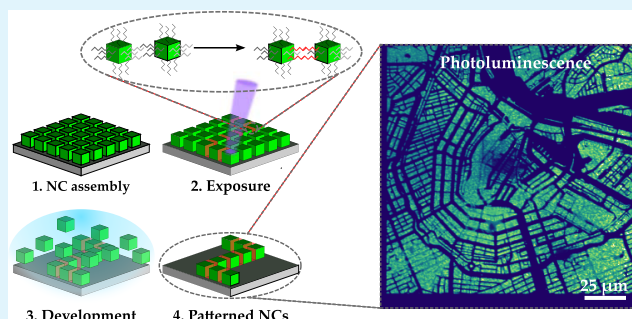 Photoluminescence
1. NC assembly
2. Exposure
3. Development
4. Patterned NCs
25 μm